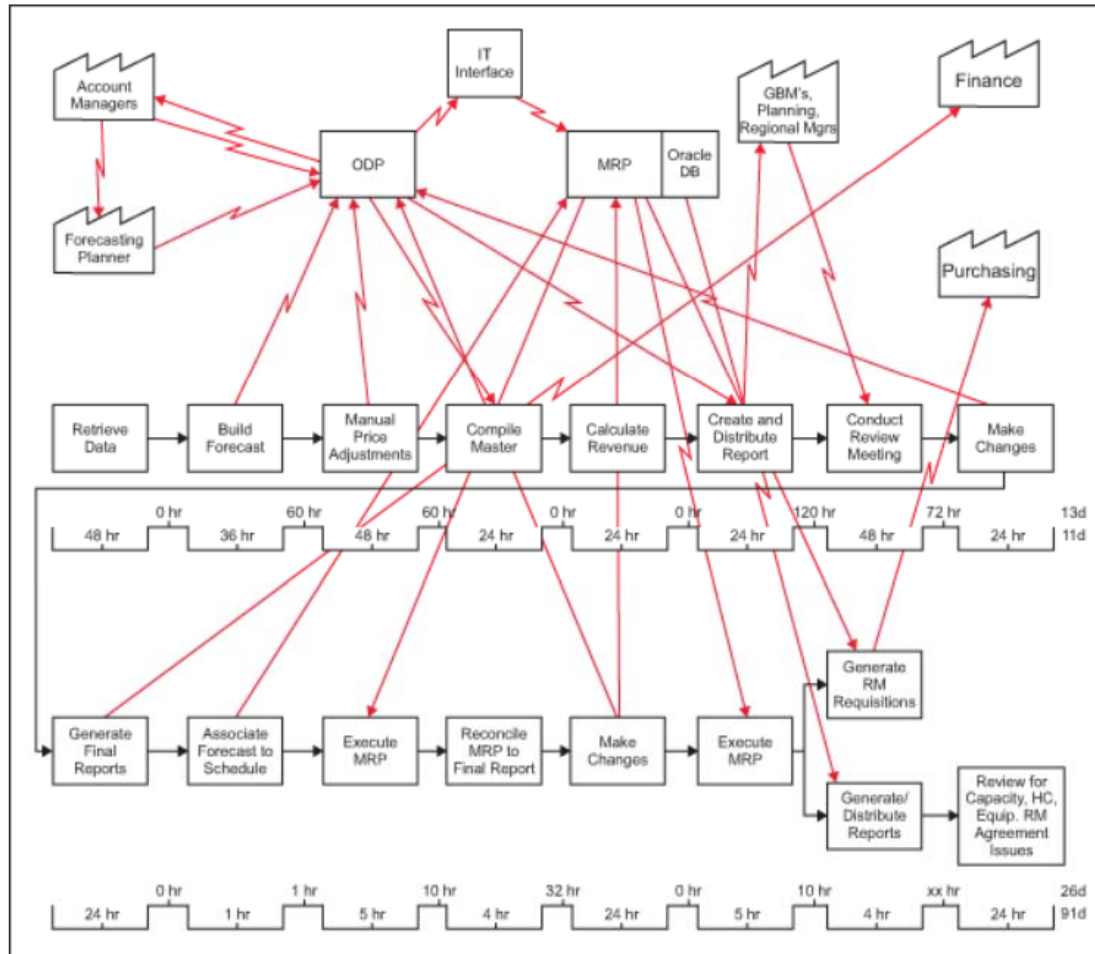 Account
Managers
IT
Interface
GBM's,
Planning,
Regional Mgrs
Finance
ODP
MRP
Oracle
DB
Forecasting
Planner
Purchasing
Retrieve
Data
Build
Forecast
Manual
Price
Adjustments
Compile
Master
Calculate
Revenue
Create and
Distribute
Report
Conduct
Review
Meeting
Make
Changes
0 hr 60 hr 60 hr 0 hr 0 hr 120 hr 72 hr 13d
48 hr 36 hr 48 hr 24 hr 24 hr 24 hr 48 hr 24 hr 11d
Generate
RM
Requisitions
Generate
Final
Reports
Associate
Forecast to
Schedule
Execute
MRP
Reconcile
MRP to
Final Report
Make
Changes
Execute
MRP
Generate/
Distribute
Reports
Review for
Capacity, HC,
Equip. RM
Agreement
Issues
0 hr 1 hr 10 hr 32 hr 0 hr 10 hr xx hr 26d
24 hr 1 hr 5 hr 4 hr 24 hr 5 hr 4 hr 24 hr 91d